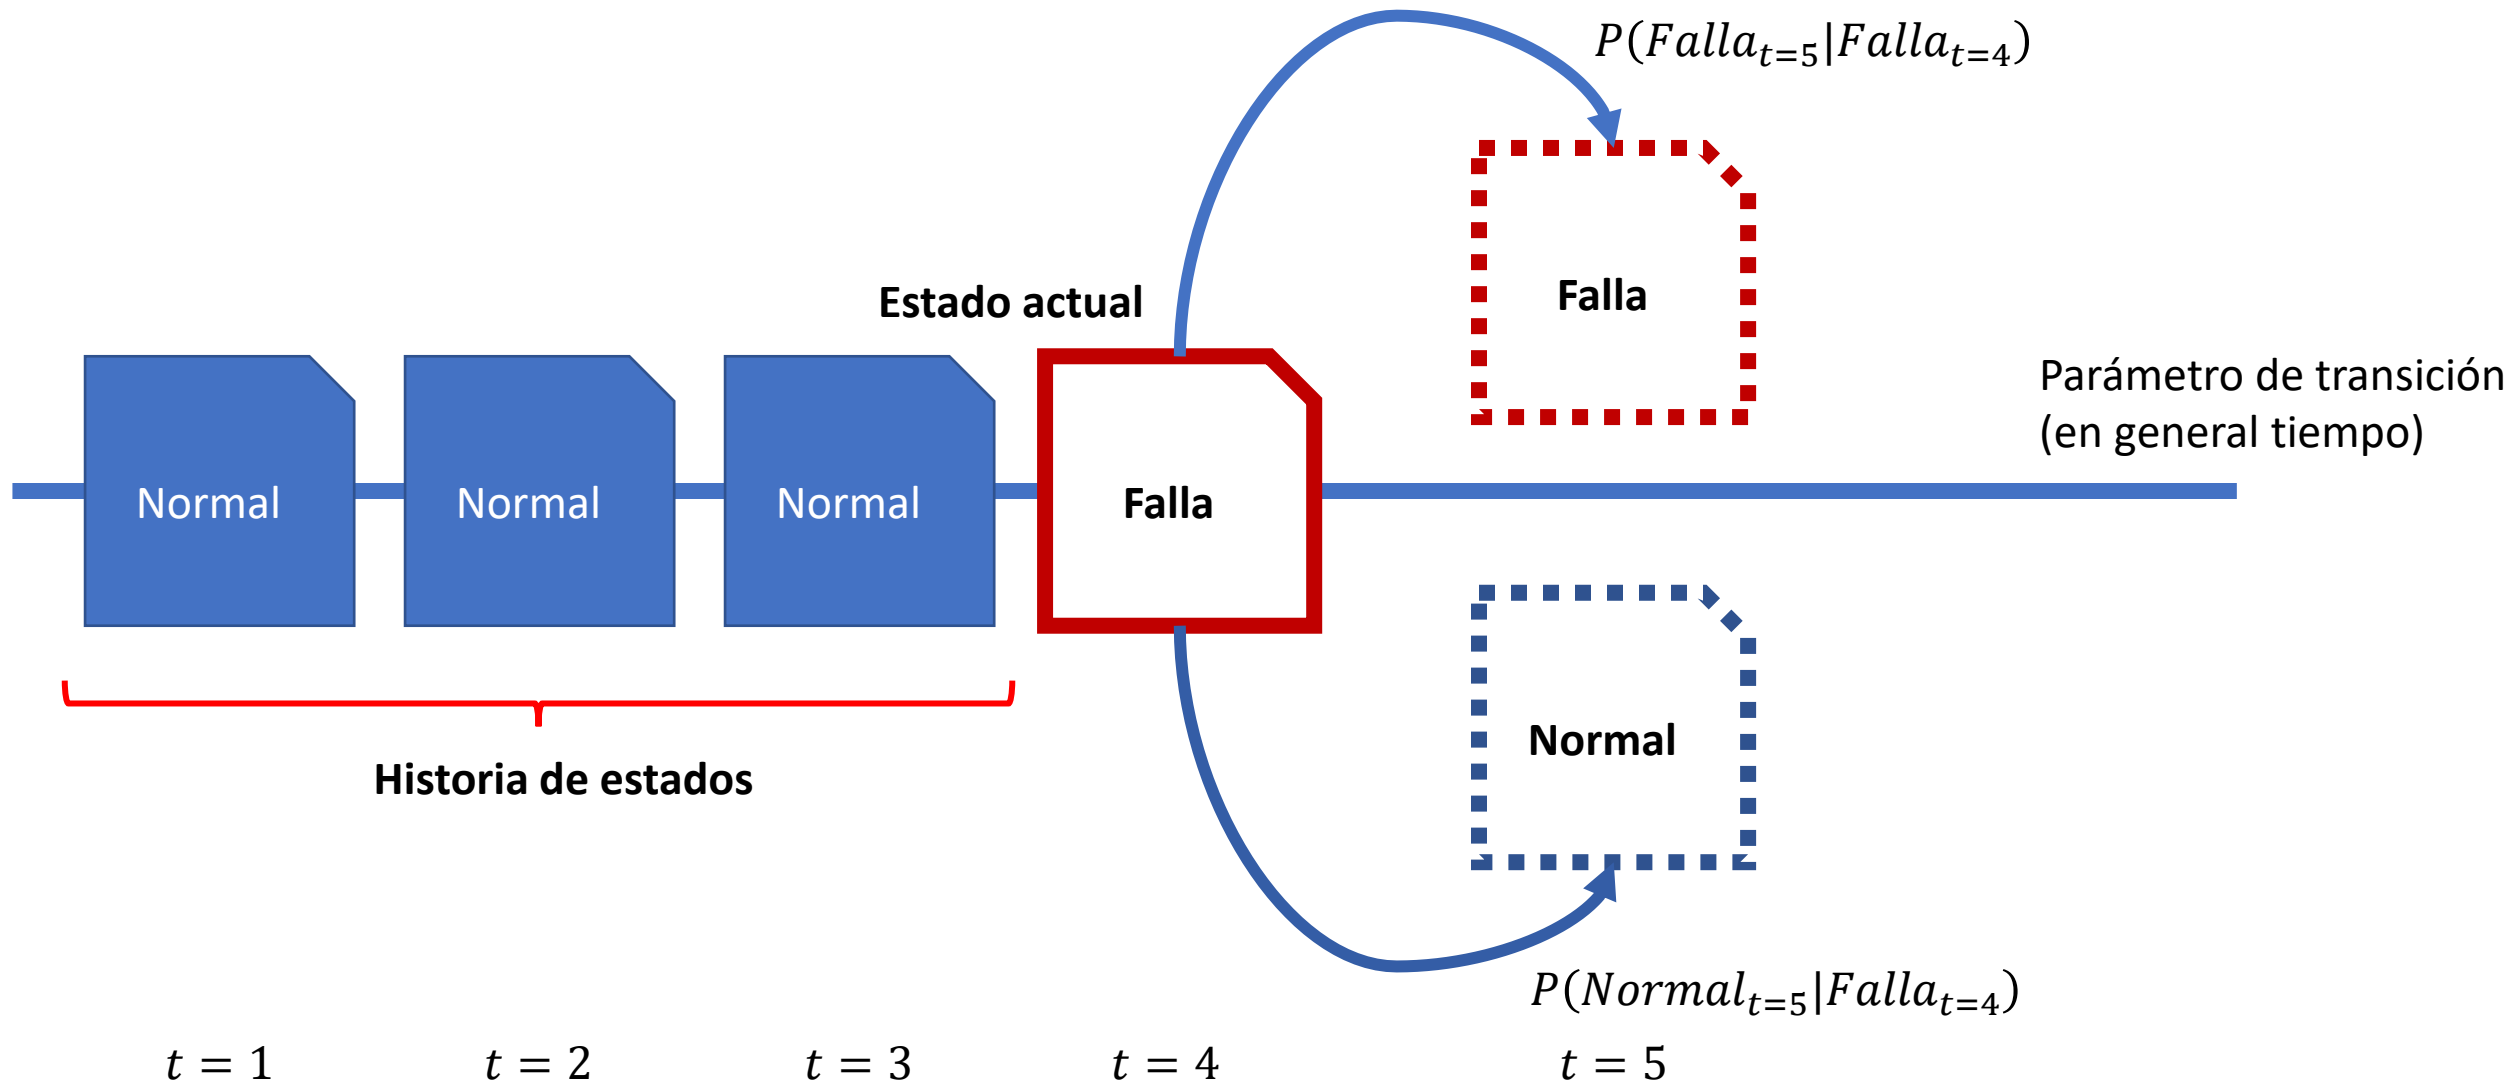 P(Falla_{t=5}|Falla_{t=4})
Falla
Estado actual
Parámetro de transición
(en general tiempo)
Normal
Normal
Normal
Falla
Normal
Historia de estados
P(Normal_{t=5}|Falla_{t=4})
t = 1
t = 2
t = 3
t = 4
t = 5